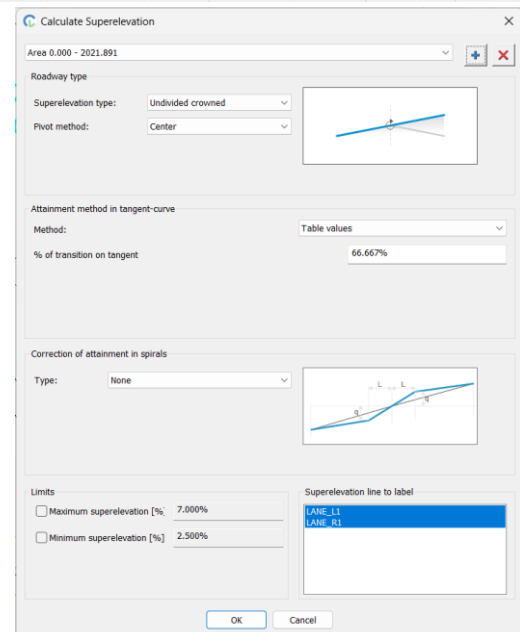 Calculate Superelevation
Area 0.000 - 2021.891
Roadway type
Superelevation type: Undivided crowned
Pivot method: Center
Attainment method in tangent-curve
Method: Table values
% of transition on tangent 66.667%
Correction of attainment in spirals
Type: None
L L
q q
Limits
Maximum superelevation [%] 7.000%
Minimum superelevation [%] 2.500%
Superelevation line to label
LANE_L1
LANE_R1
OK Cancel